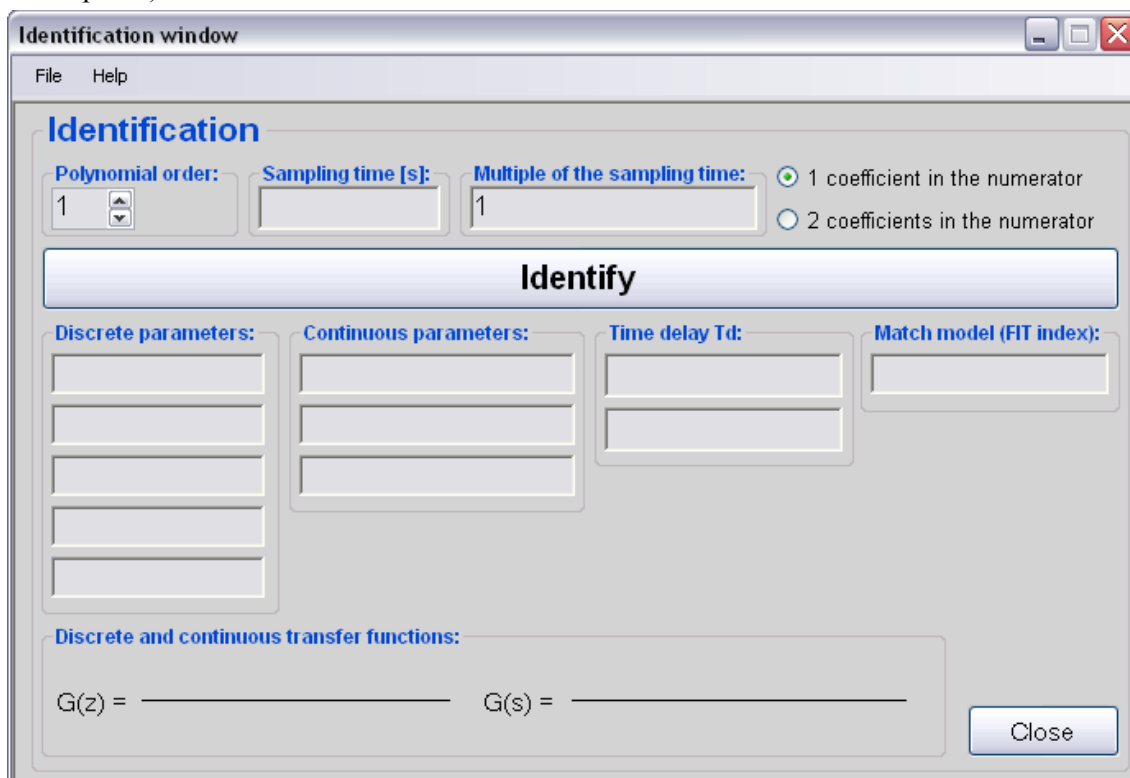 Identification window
File Help
Identification
Polynomial order: Sampling time [s]: Multiple of the sampling time:
1 1
1 coefficient in the numerator
2 coefficients in the numerator
Identify
Discrete parameters: Continuous parameters: Time delay Td: Match model (FIT index):
Discrete and continuous transfer functions:
G(z) = G(s) =
Close